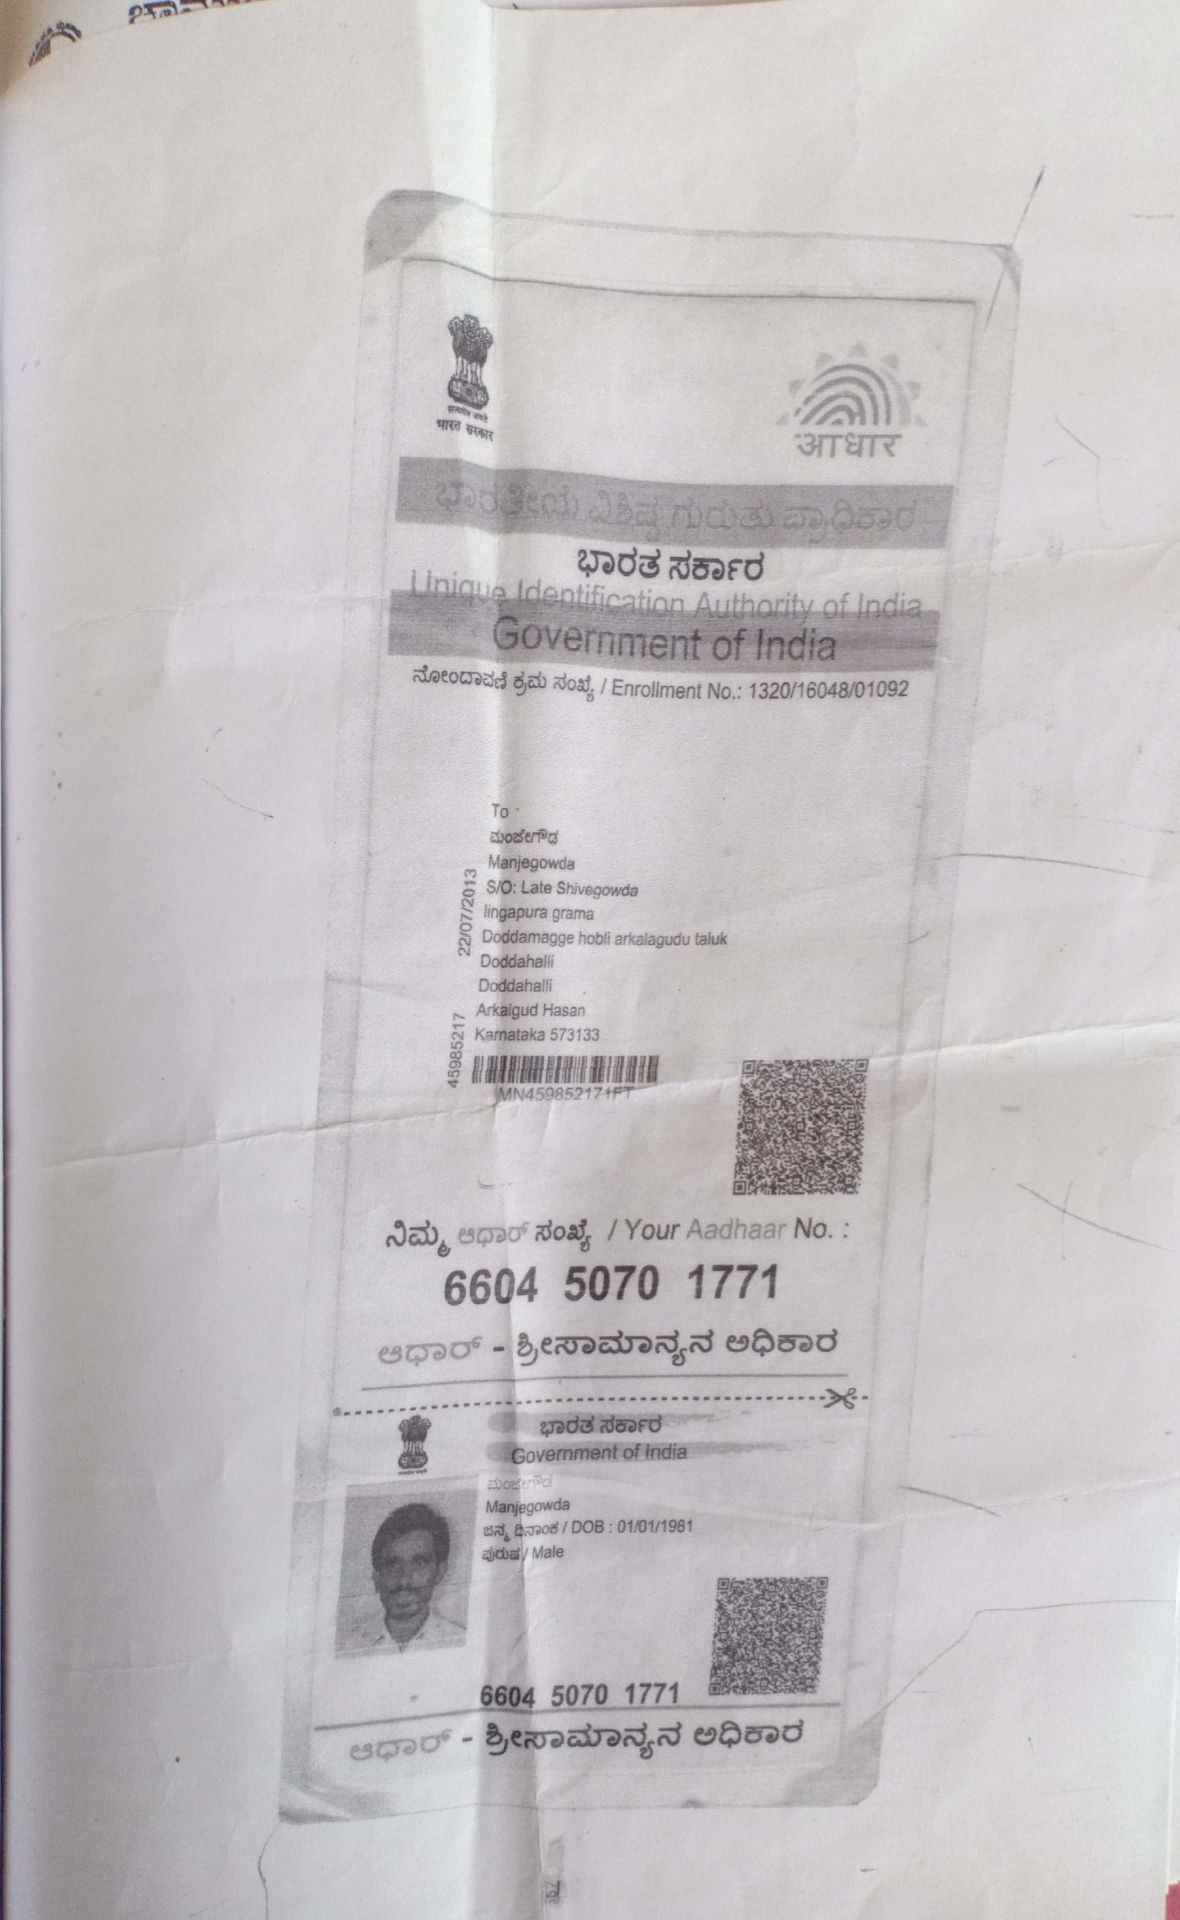 सत्यमेव जयते
भारत सरकार
आधार
ಭಾರತೀಯ ವಿಶಿಷ್ಟ ಗುರುತು ಪ್ರಾಧಿಕಾರ
ಭಾರತ ಸರ್ಕಾರ
Unique Identification Authority of India
Government of India
ನೋಂದಾವಣಿ ಕ್ರಮ ಸಂಖ್ಯೆ / Enrollment No.: 1320/16048/01092
To
ಮಂಜೇಗೌಡ
Manjegowda
S/O: Late Shivegowda
lingapura grama
Doddamagge hobli arkalagudu taluk
Doddahalli
Doddahalli
Arkalgud Hasan
Karnataka 573133
22/07/2013
45985217
MN459852171FT
ನಿಮ್ಮ ಆಧಾರ್ ಸಂಖ್ಯೆ / Your Aadhaar No. :
6604 5070 1771
ಆಧಾರ್ - ಶ್ರೀಸಾಮಾನ್ಯನ ಅಧಿಕಾರ
ಭಾರತ ಸರ್ಕಾರ
Government of India
ಮಂಜೇಗೌಡ
Manjegowda
ಜನ್ಮ ದಿನಾಂಕ / DOB : 01/01/1981
ಪುರುಷ / Male
6604 5070 1771
ಆಧಾರ್ - ಶ್ರೀಸಾಮಾನ್ಯನ ಅಧಿಕಾರ